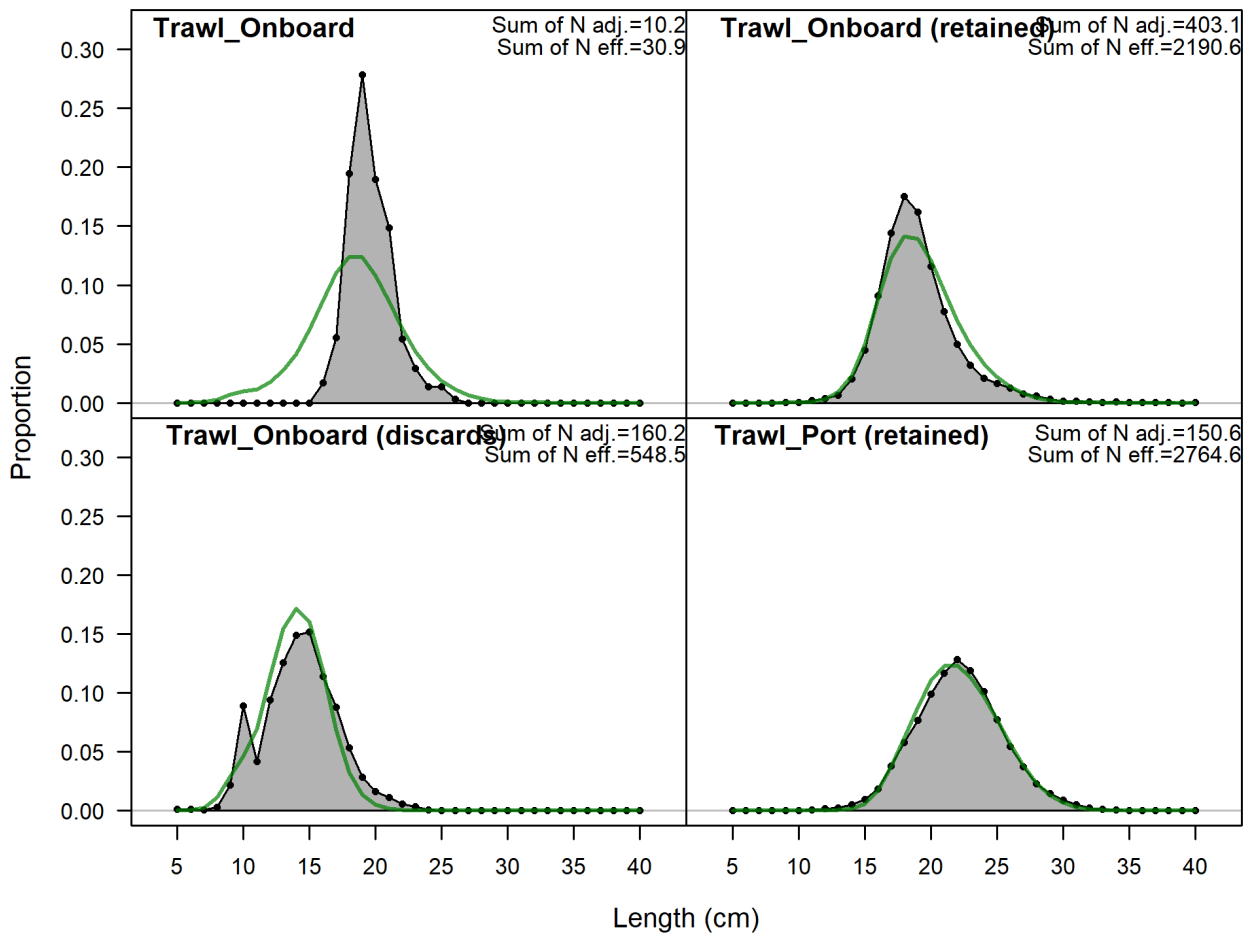 Trawl_Onboard
Sum of N adj.=10.2
Sum of N eff.=30.9
Trawl_Onboard (retained)
Sum of N adj.=403.1
Sum of N eff.=2190.6
0.30
0.25
0.20
0.15
0.10
0.05
0.00
Trawl_Onboard (discards)
Sum of N adj.=160.2
Sum of N eff.=548.5
Trawl_Port (retained)
Sum of N adj.=150.6
Sum of N eff.=2764.6
0.30
0.25
0.20
0.15
0.10
0.05
0.00
Proportion
5 10 15 20 25 30 35 40
5 10 15 20 25 30 35 40
Length (cm)